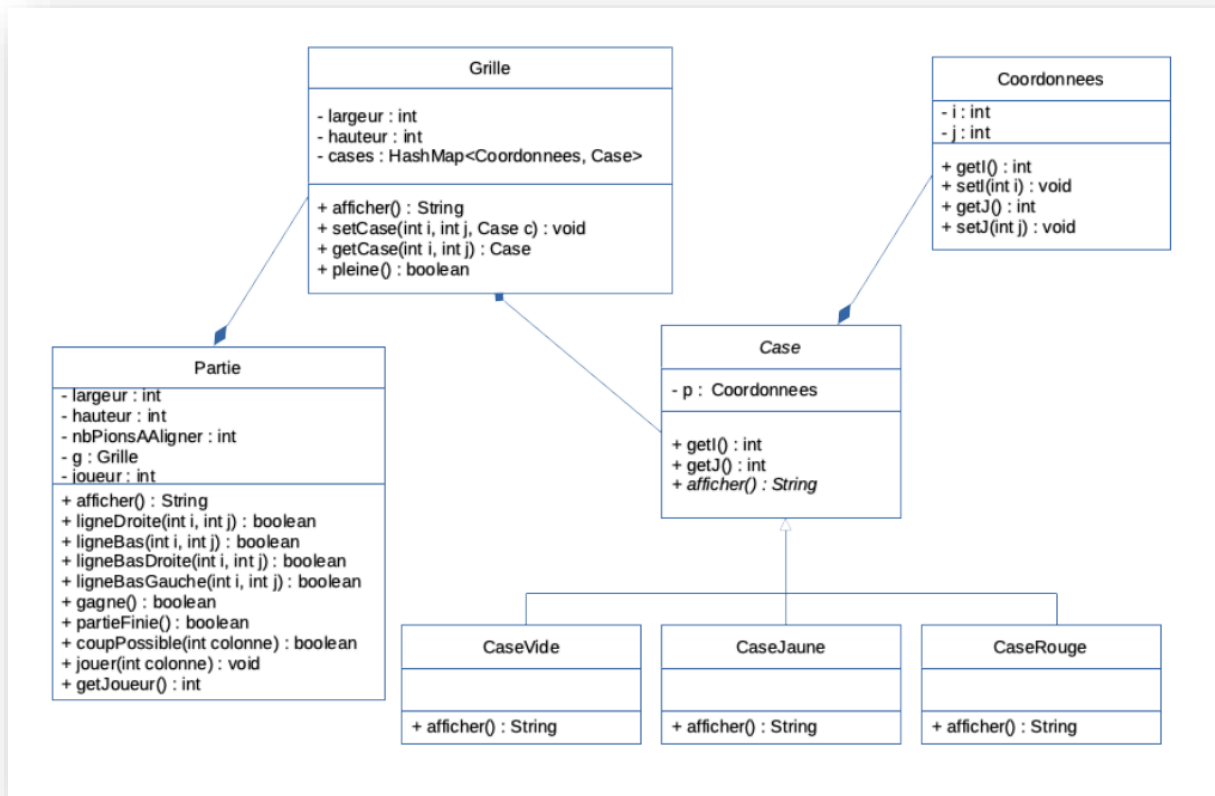 Grille
- largeur : int
- hauteur : int
- cases : HashMap<Coordonnees, Case>
+ afficher() : String
+ setCase(int i, int j, Case c) : void
+ getCase(int i, int j) : Case
+ pleine() : boolean
Coordonnees
- i : int
- j : int
+ getI() : int
+ setI(int i) : void
+ getJ() : int
+ setJ(int j) : void
Partie
- largeur : int
- hauteur : int
- nbPionsAAligner : int
- g : Grille
- joueur : int
+ afficher() : String
+ ligneDroite(int i, int j) : boolean
+ ligneBas(int i, int j) : boolean
+ ligneBasDroite(int i, int j) : boolean
+ ligneBasGauche(int i, int j) : boolean
+ gagne() : boolean
+ partieFinie() : boolean
+ coupPossible(int colonne) : boolean
+ jouer(int colonne) : void
+ getJoueur() : int
Case
- p : Coordonnees
+ getI() : int
+ getJ() : int
+ afficher() : String
CaseVide
+ afficher() : String
CaseJaune
+ afficher() : String
CaseRouge
+ afficher() : String